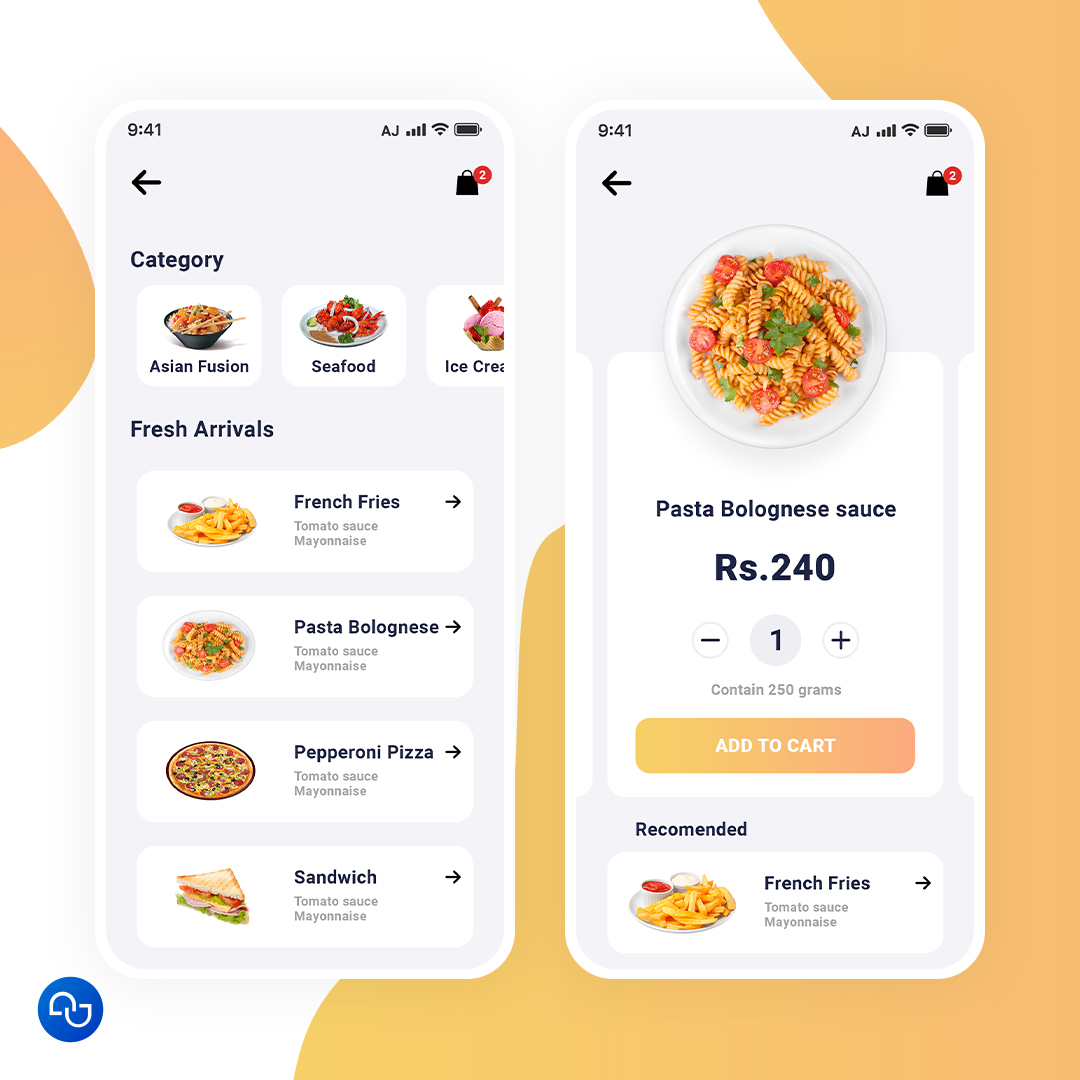 9:41
AJ
2
Category
Asian Fusion
Seafood
Ice Crea
Fresh Arrivals
French Fries
Tomato sauce
Mayonnaise
Pasta Bolognese
Tomato sauce
Mayonnaise
Pepperoni Pizza
Tomato sauce
Mayonnaise
Sandwich
Tomato sauce
Mayonnaise
9:41
AJ
2
Pasta Bolognese sauce
Rs.240
1
Contain 250 grams
ADD TO CART
Recomended
French Fries
Tomato sauce
Mayonnaise